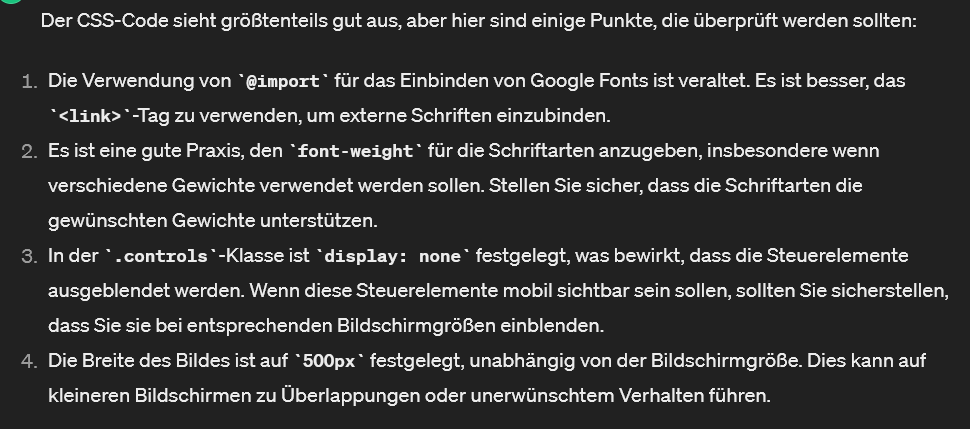 Der CSS-Code sieht größtenteils gut aus, aber hier sind einige Punkte, die überprüft werden sollten:
1. Die Verwendung von `@import` für das Einbinden von Google Fonts ist veraltet. Es ist besser, das
`<link>`-Tag zu verwenden, um externe Schriften einzubinden.
2. Es ist eine gute Praxis, den `font-weight` für die Schriftarten anzugeben, insbesondere wenn
verschiedene Gewichte verwendet werden sollen. Stellen Sie sicher, dass die Schriftarten die
gewünschten Gewichte unterstützen.
3. In der `.controls`-Klasse ist `display: none` festgelegt, was bewirkt, dass die Steuerelemente
ausgeblendet werden. Wenn diese Steuerelemente mobil sichtbar sein sollen, sollten Sie sicherstellen,
dass Sie sie bei entsprechenden Bildschirmgrößen einblenden.
4. Die Breite des Bildes ist auf `500px` festgelegt, unabhängig von der Bildschirmgröße. Dies kann auf
kleineren Bildschirmen zu Überlappungen oder unerwünschtem Verhalten führen.